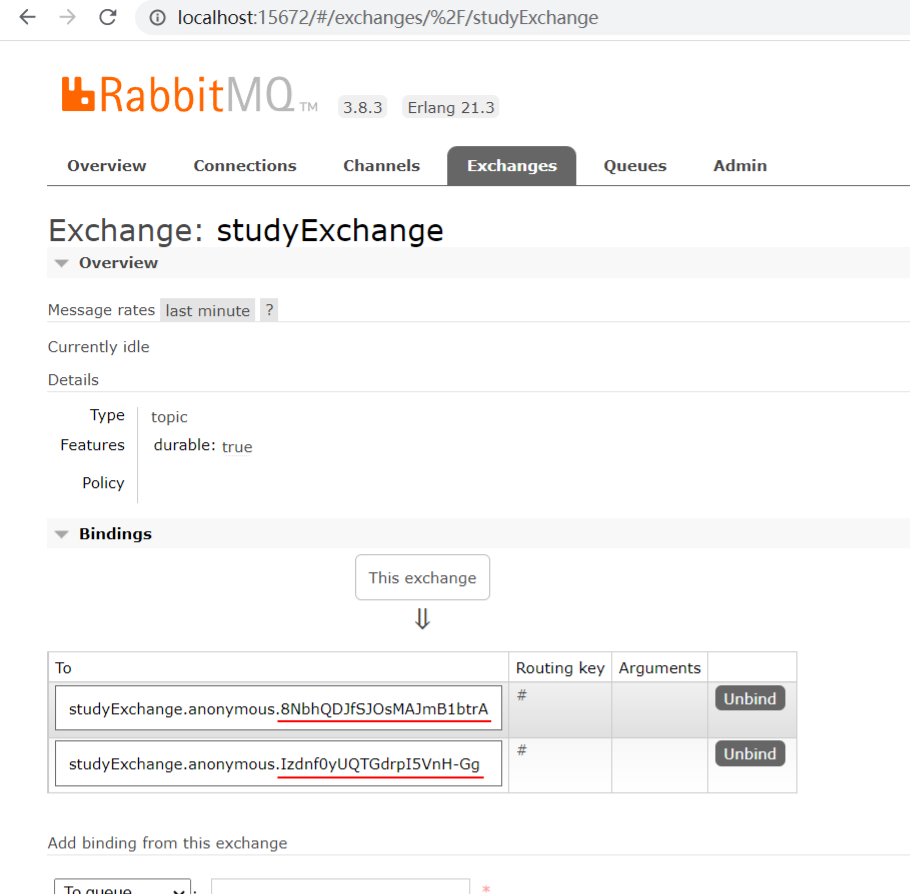 localhost:15672/#/exchanges/%2F/studyExchange
RabbitMQ TM 3.8.3 Erlang 21.3
Overview Connections Channels Exchanges Queues Admin
Exchange: studyExchange
Overview
Message rates last minute ?
Currently idle
Details
Type topic
Features durable: true
Policy
Bindings
This exchange
⇓
To Routing key Arguments
studyExchange.anonymous.8NbhQDJfSJOsMAJmB1btrA # Unbind
studyExchange.anonymous.Izdnf0yUQTGdrpI5VnH-Gg # Unbind
Add binding from this exchange
To queue : *